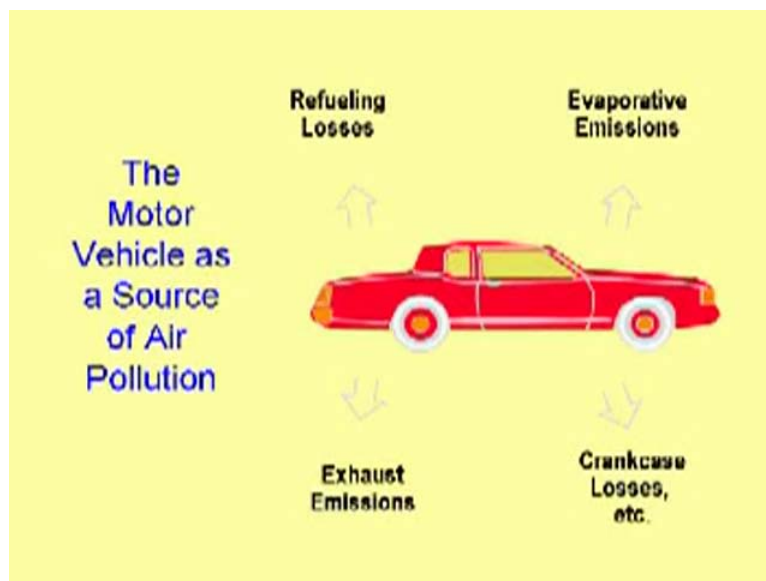 The
Motor
Vehicle as
a Source
of Air
Pollution
Refueling
Losses
Evaporative
Emissions
Exhaust
Emissions
Crankcase
Losses,
etc.